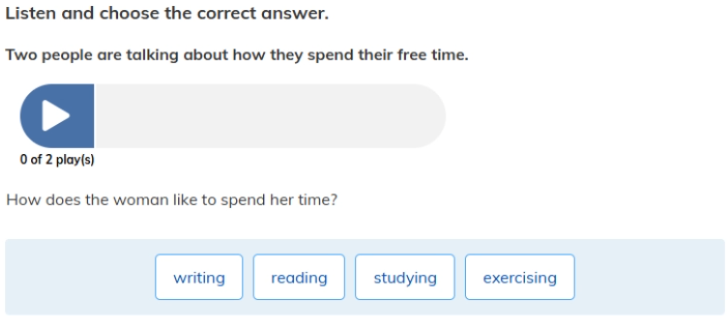 Listen and choose the correct answer.
Two people are talking about how they spend their free time.
0 of 2 play(s)
How does the woman like to spend her time?
writing reading studying exercising